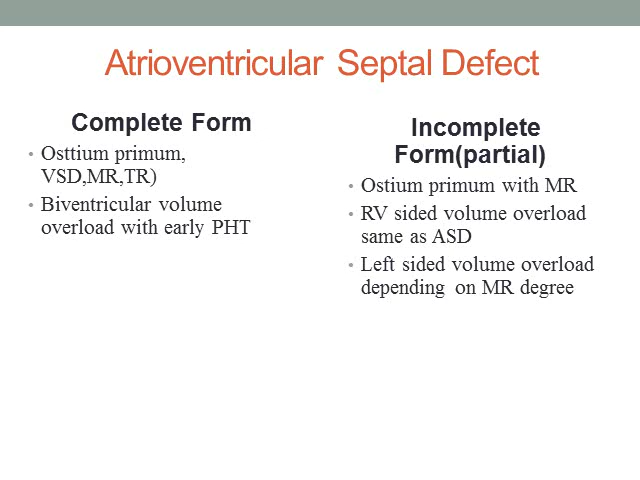 Atrioventricular Septal Defect
Complete Form
• Osttium primum,
VSD,MR,TR)
• Biventricular volume
overload with early PHT
Incomplete
Form(partial)
• Ostium primum with MR
• RV sided volume overload
same as ASD
• Left sided volume overload
depending on MR degree